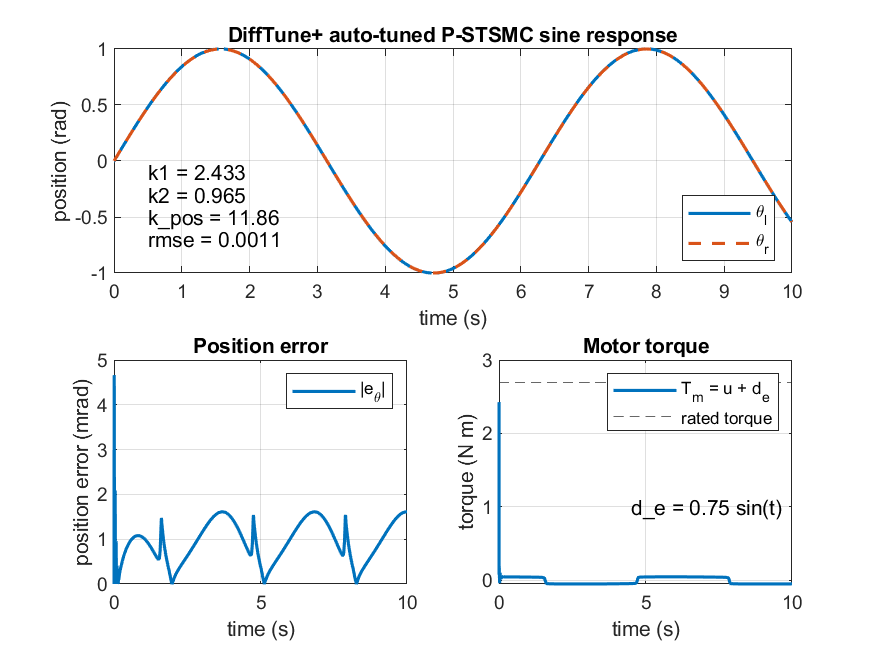 DiffTune+ auto-tuned P-STSMC sine response
1
0.5
0
-0.5
-1
position (rad)
k1 = 2.433
k2 = 0.965
k_pos = 11.86
rmse = 0.0011
θl
θr
0 1 2 3 4 5 6 7 8 9 10
time (s)
Position error
5
4
3
2
1
0
position error (mrad)
|eθ|
0 5 10
time (s)
Motor torque
3
2
1
0
torque (N m)
Tm = u + de
rated torque
d_e = 0.75 sin(t)
0 5 10
time (s)